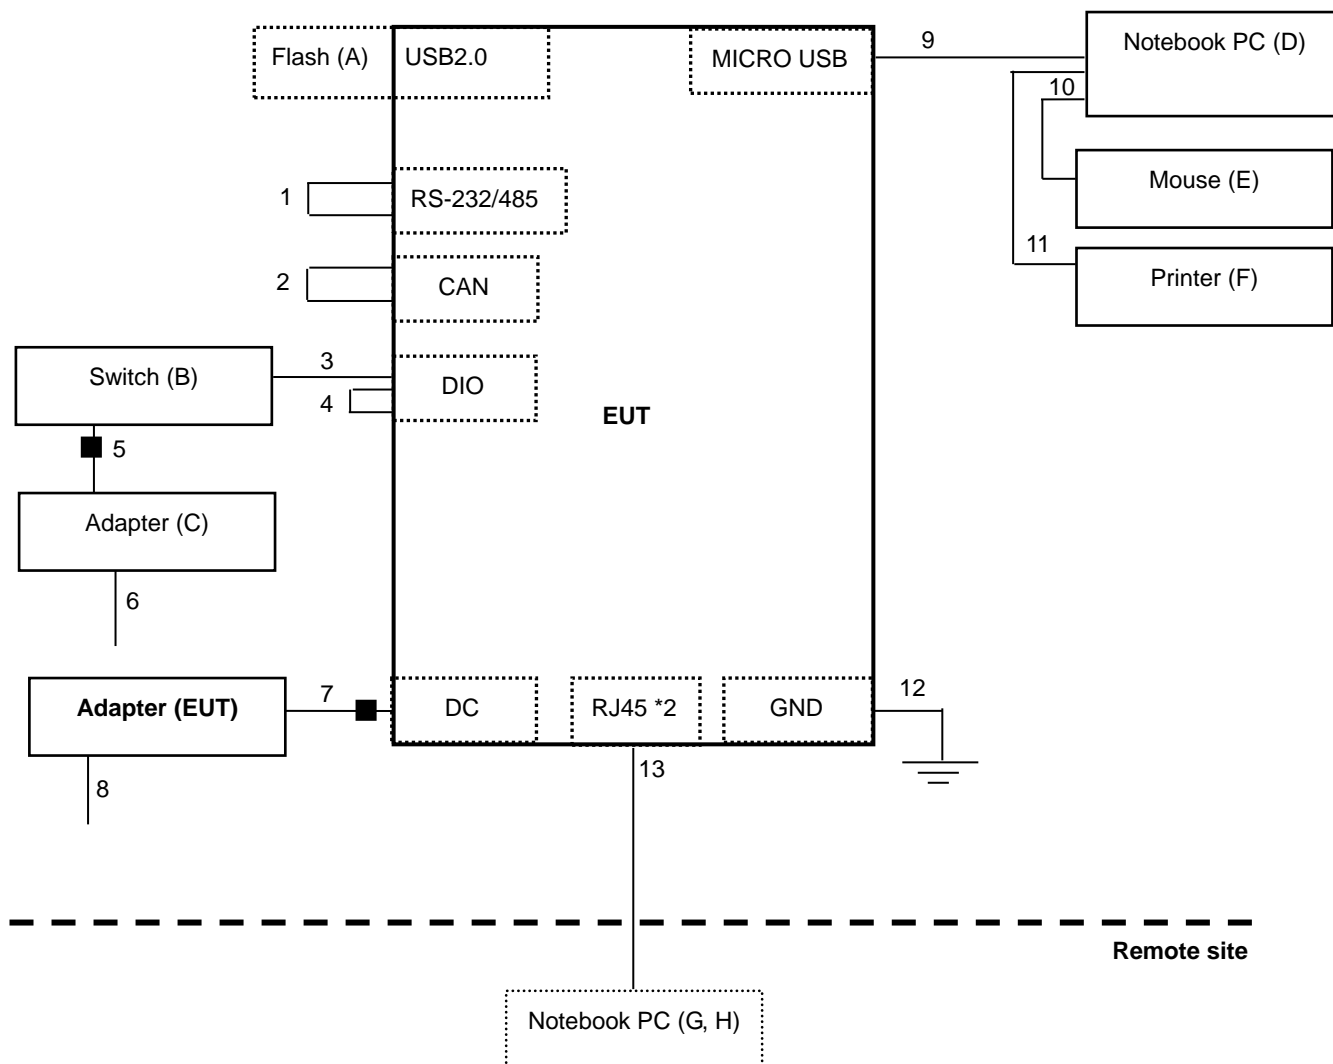 Flash (A)
USB2.0
MICRO USB
9
Notebook PC (D)
10
1
RS-232/485
Mouse (E)
11
2
CAN
Printer (F)
3
Switch (B)
4
DIO
EUT
5
Adapter (C)
6
Adapter (EUT)
7
DC
RJ45 *2
GND
12
8
13
Remote site
Notebook PC (G, H)